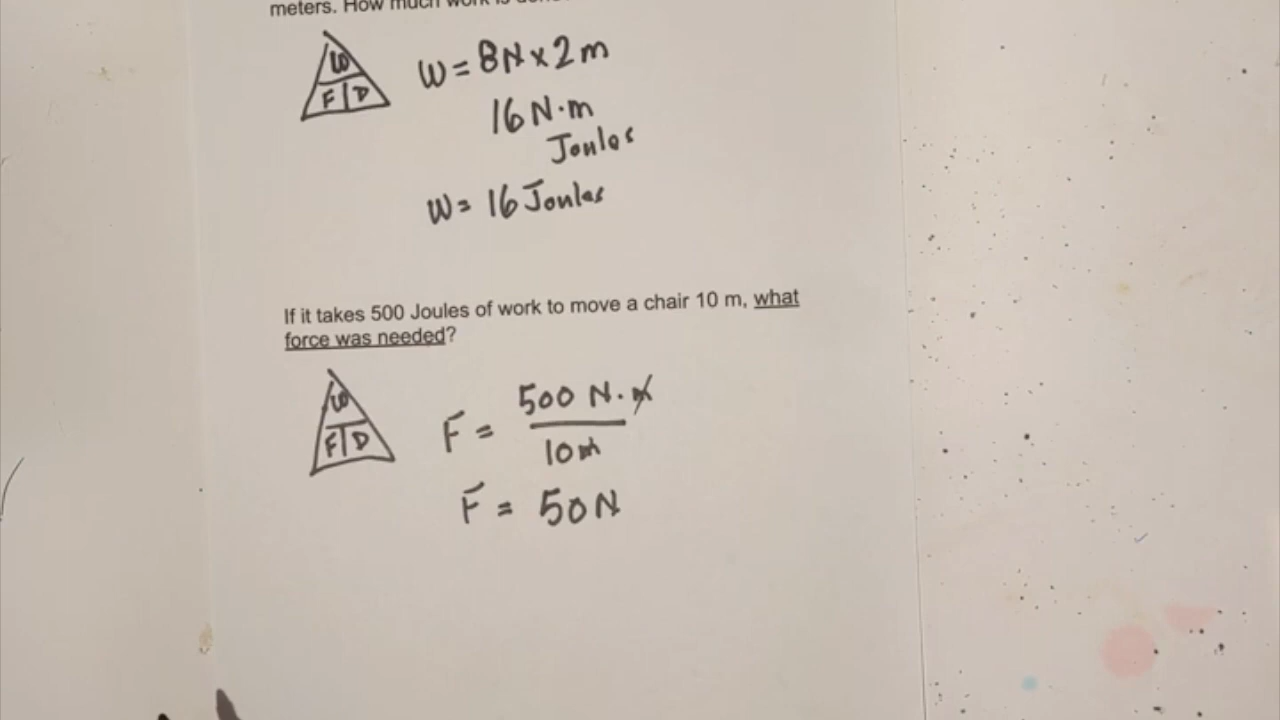 meters. How much work is done
W
F D
W = 8N x 2m
16 N·m
Joules
W = 16 Joules
If it takes 500 Joules of work to move a chair 10 m, what
force was needed?
W
F D
F = 500 N·m
10m
F = 50N